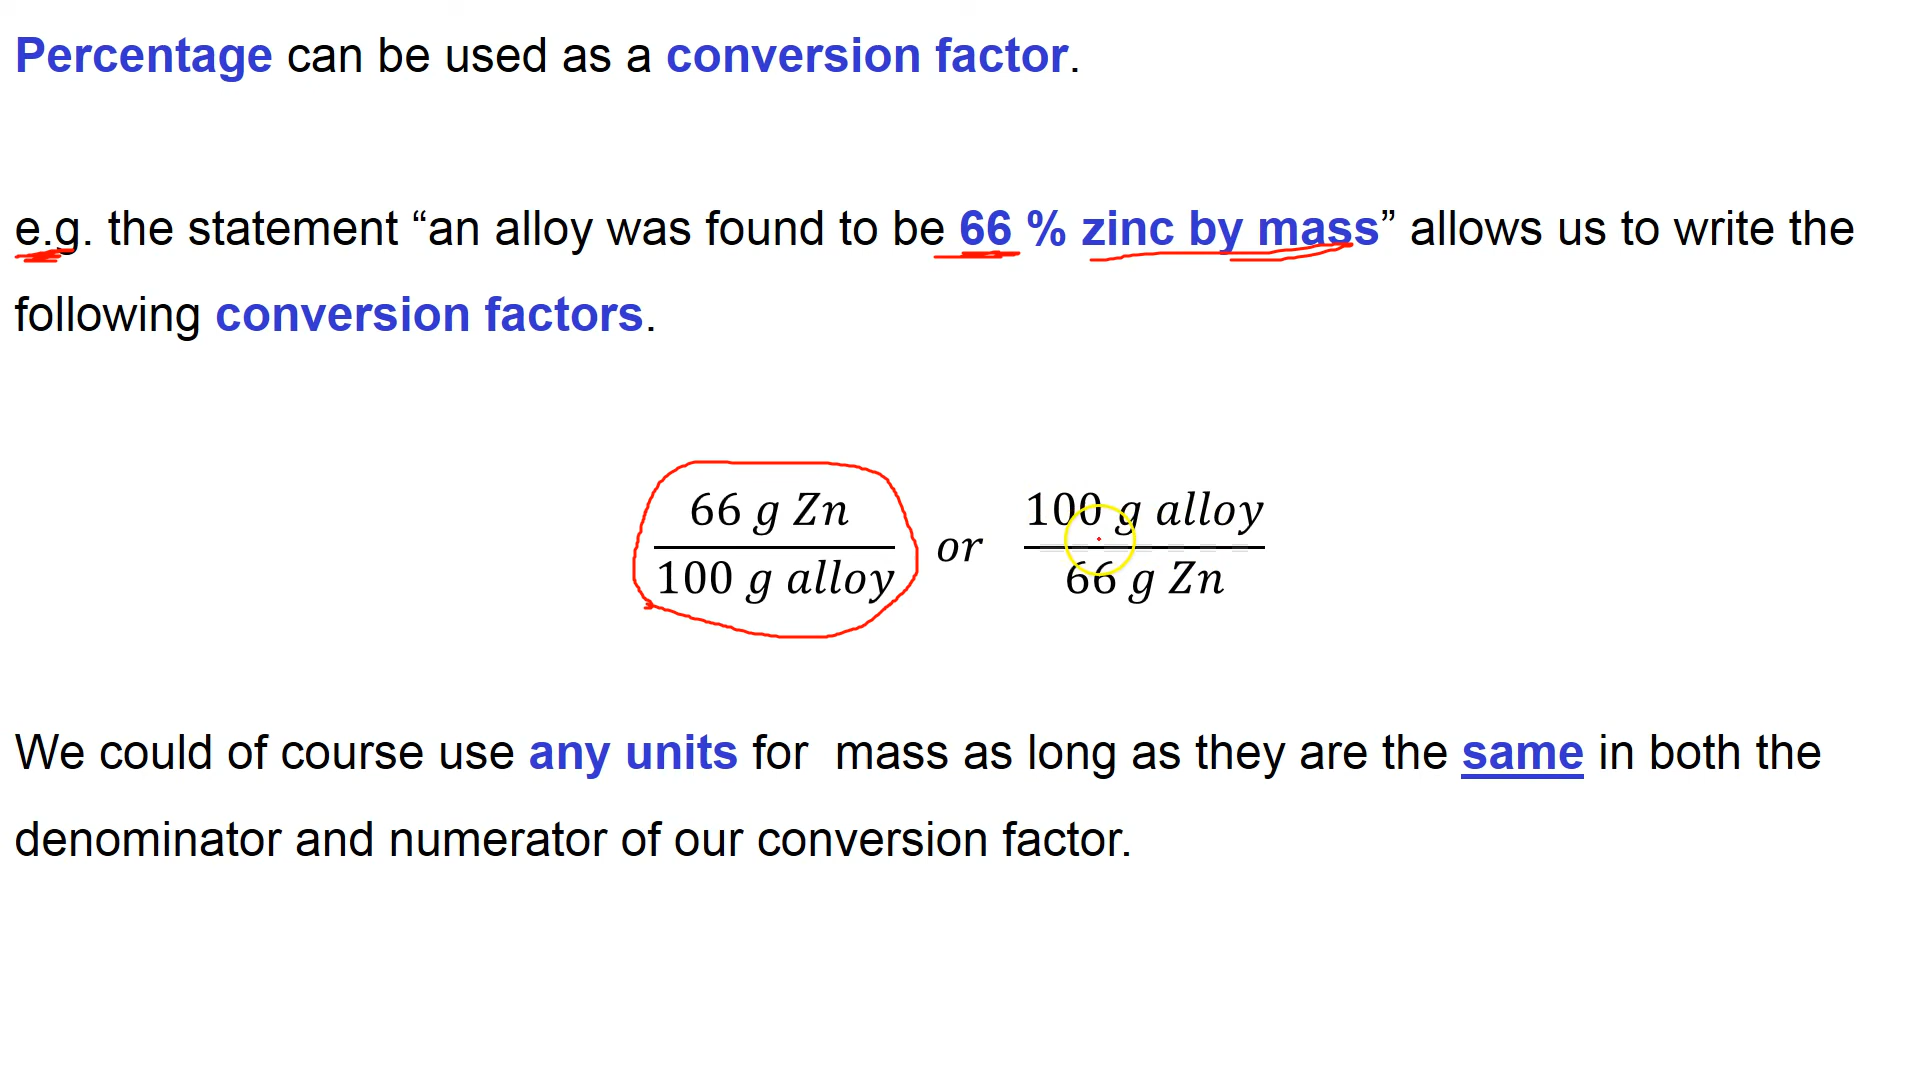 Percentage can be used as a conversion factor.
e.g. the statement “an alloy was found to be 66 % zinc by mass” allows us to write the
following conversion factors.
66 g Zn
100 g alloy
or
100 g alloy
66 g Zn
We could of course use any units for  mass as long as they are the same in both the
denominator and numerator of our conversion factor.